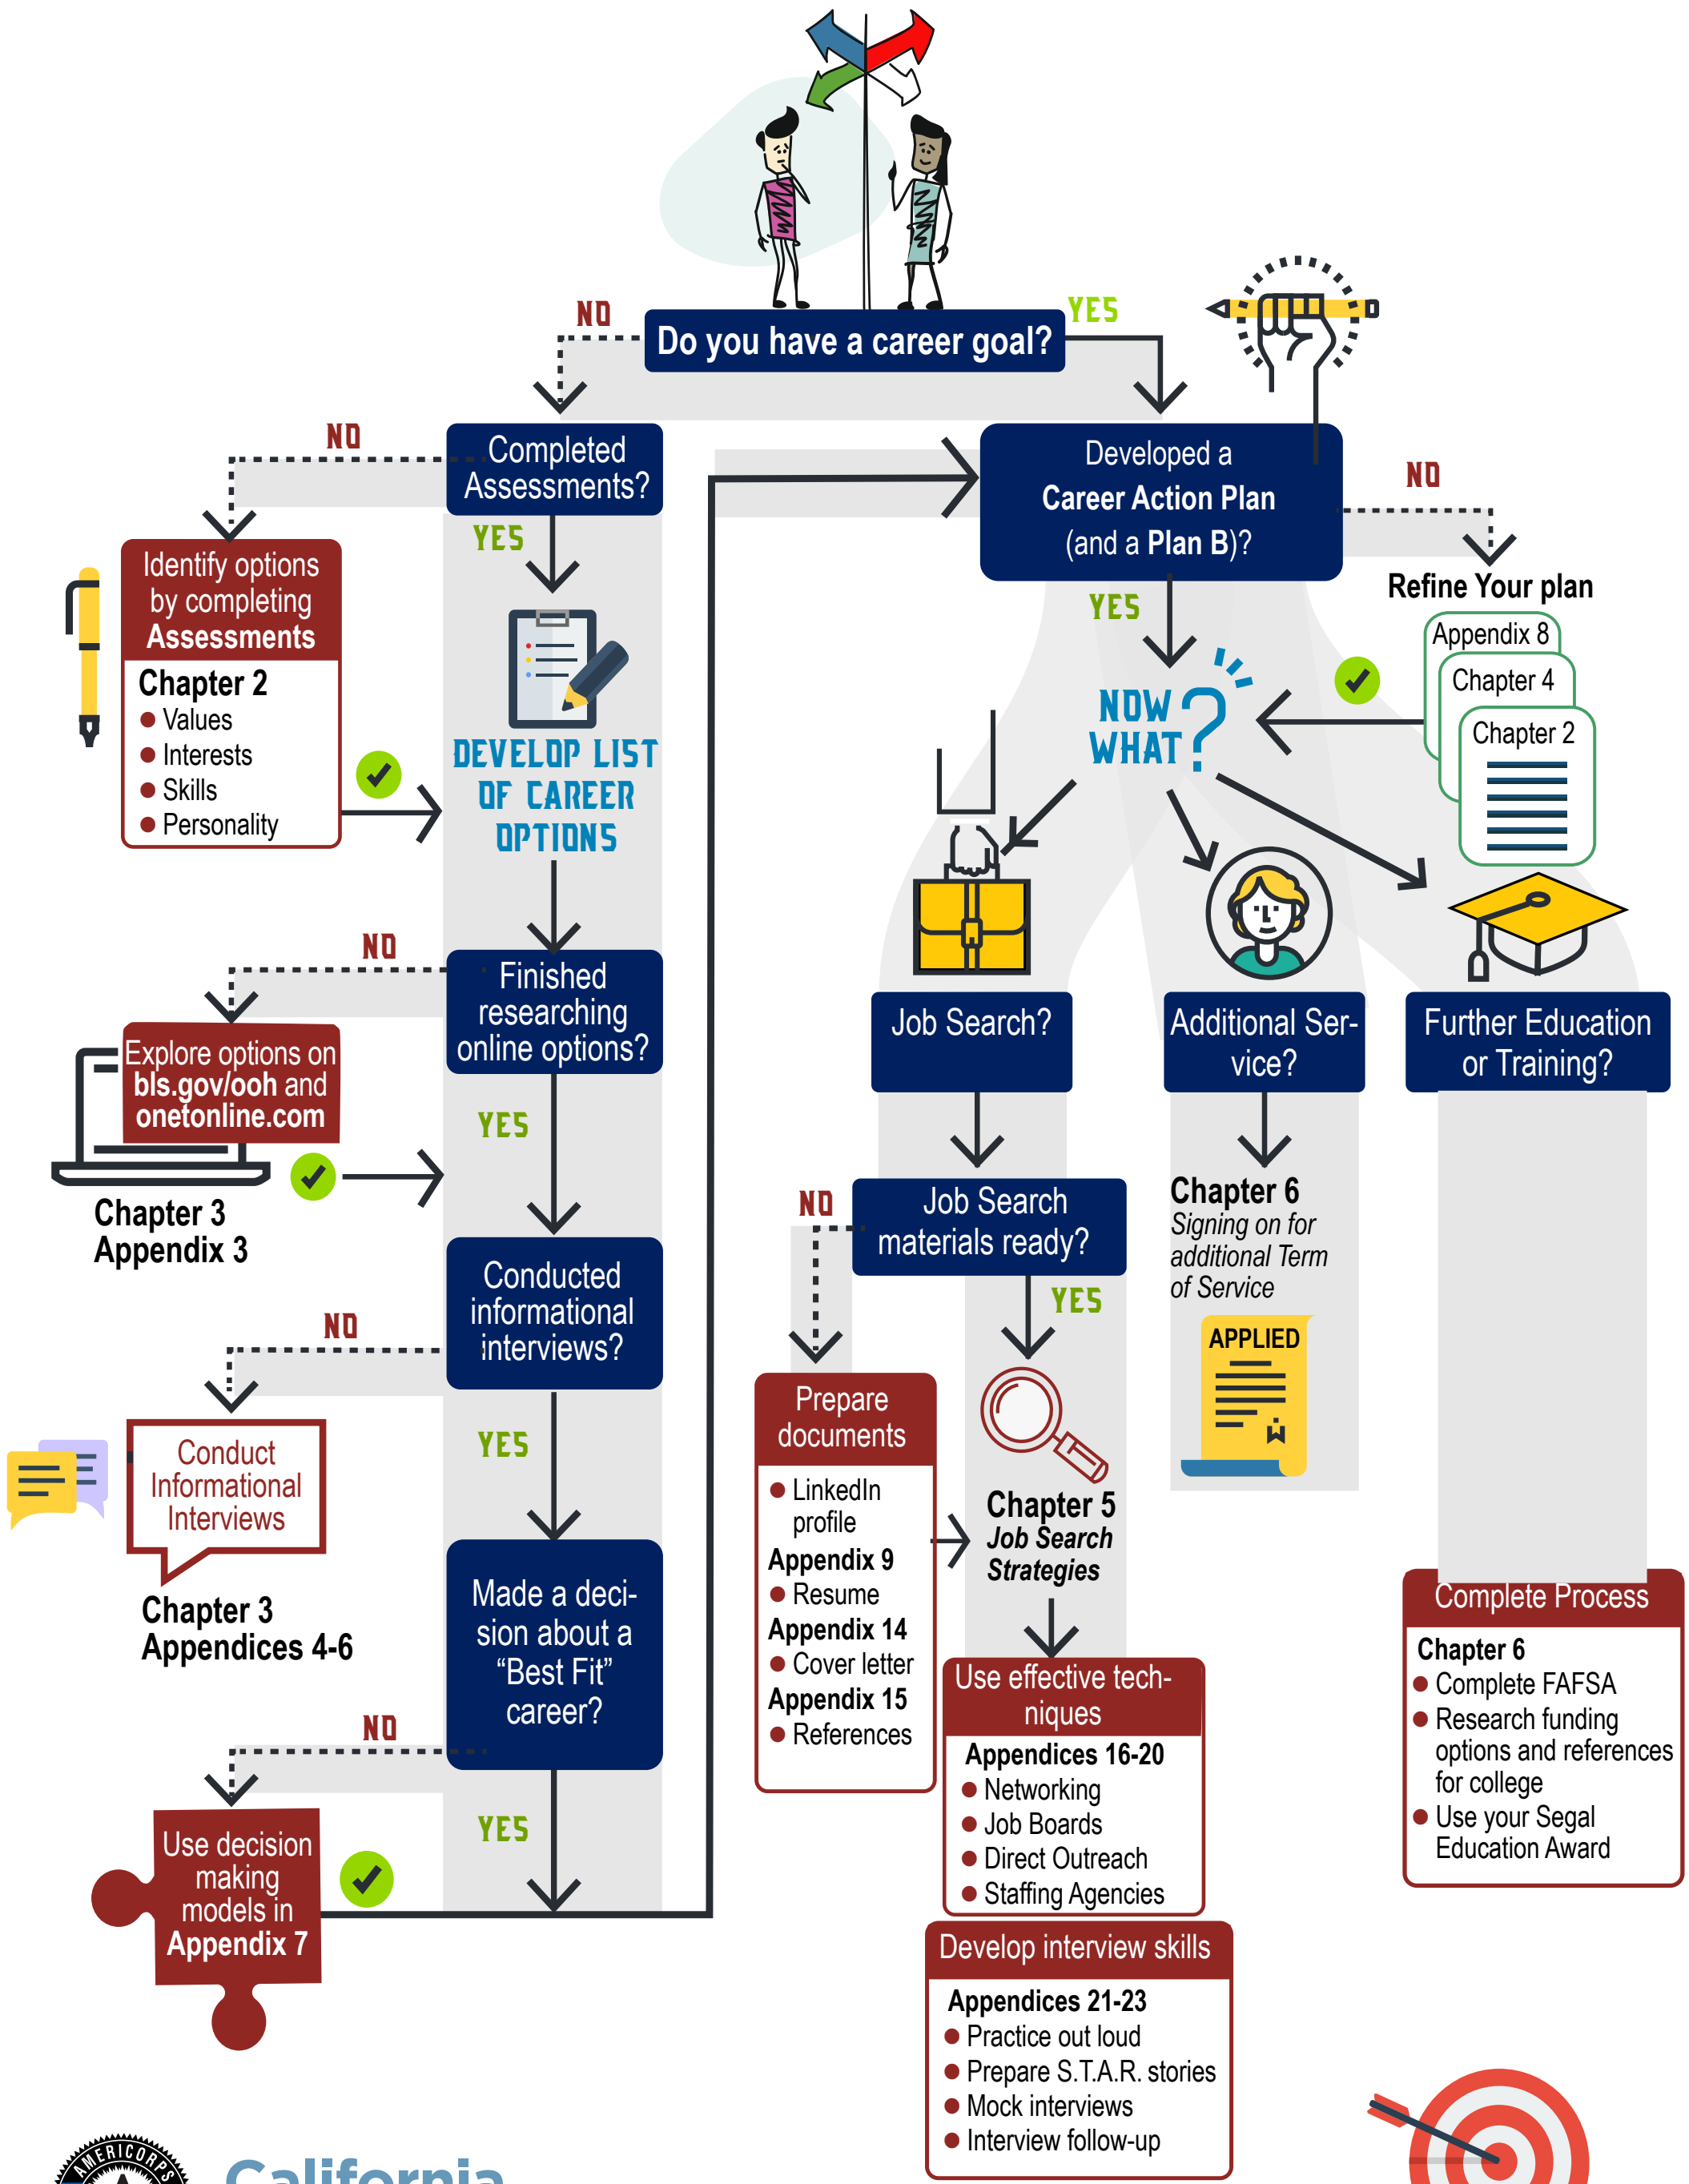 NO
YES
Do you have a career goal?
NO
Completed
Assessments?
YES
Identify options
by completing
Assessments
Chapter 2
Values
Interests
Skills
Personality
DEVELOP LIST
OF CAREER
OPTIONS
NO
Finished
researching
online options?
Explore options on
bls.gov/ooh and
onetonline.com
YES
Chapter 3
Appendix 3
Conducted
informational
interviews?
NO
Conduct
Informational
Interviews
YES
Chapter 3
Appendices 4-6
Made a deci-
sion about a
“Best Fit”
career?
NO
YES
Use decision
making
models in
Appendix 7
Developed a
Career Action Plan
(and a Plan B)?
NO
YES
Refine Your plan
Appendix 8
Chapter 4
Chapter 2
NOW
WHAT?
Job Search?
Additional Ser-
vice?
Further Education
or Training?
NO
Job Search
materials ready?
YES
Prepare
documents
LinkedIn
profile
Appendix 9
Resume
Appendix 14
Cover letter
Appendix 15
References
Chapter 5
Job Search
Strategies
Use effective tech-
niques
Appendices 16-20
Networking
Job Boards
Direct Outreach
Staffing Agencies
Develop interview skills
Appendices 21-23
Practice out loud
Prepare S.T.A.R. stories
Mock interviews
Interview follow-up
Chapter 6
Signing on for
additional Term
of Service
APPLIED
Complete Process
Chapter 6
Complete FAFSA
Research funding
options and references
for college
Use your Segal
Education Award
AMERICORPS
California